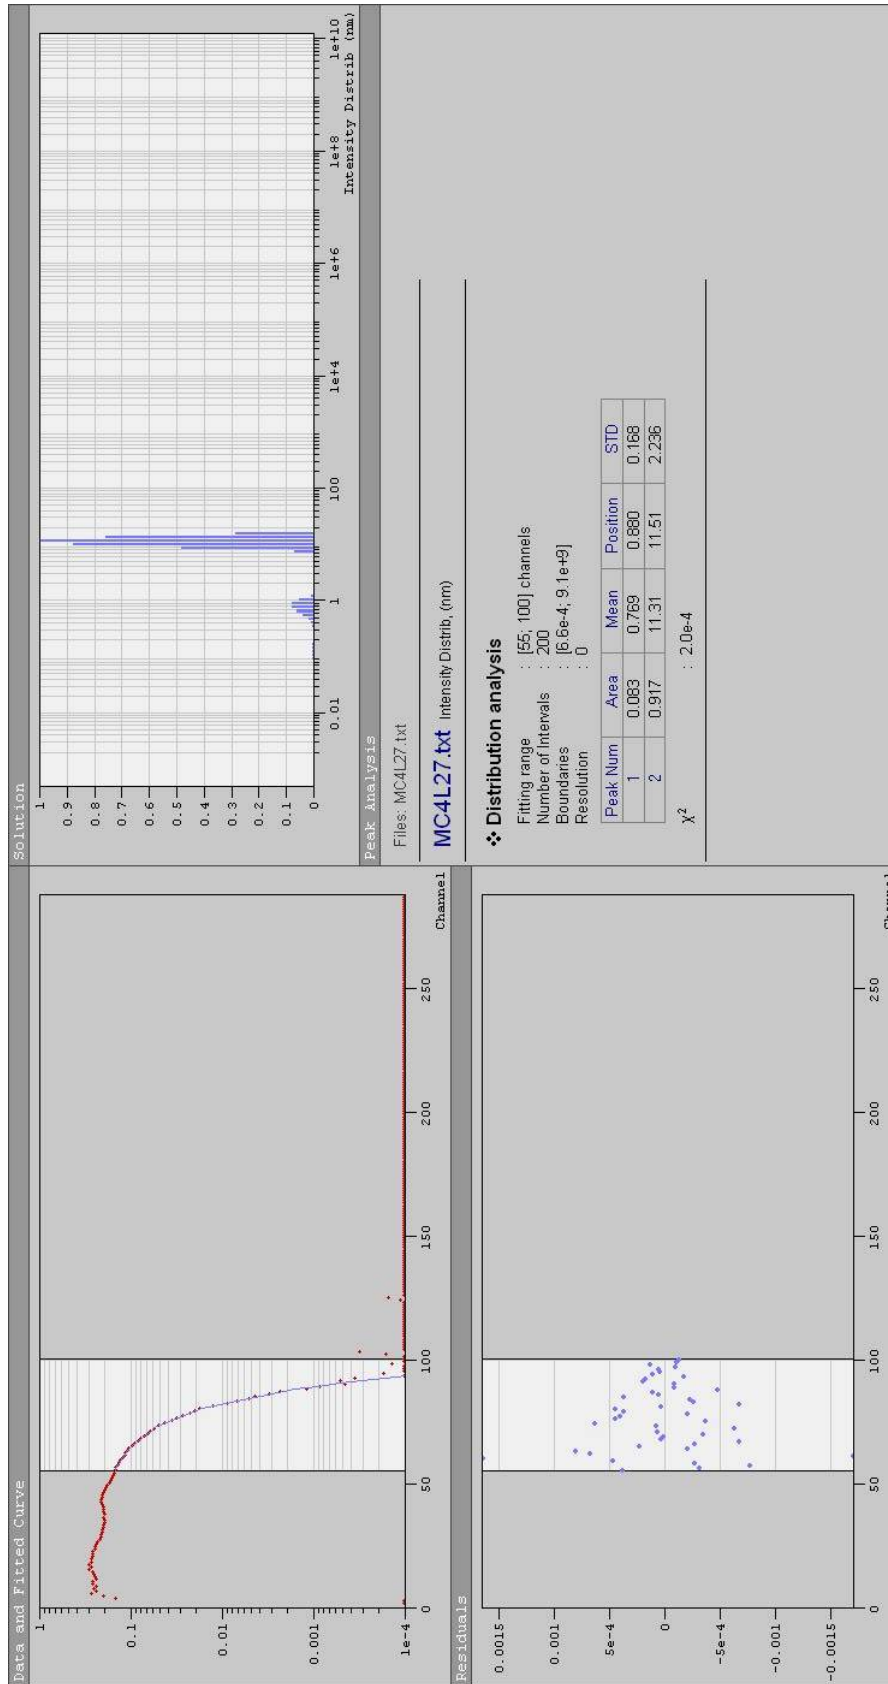 Data and Fitted Curve
1
0.1
0.01
0.001
1e-4
0
50
100
150
200
250
Channel
Residuals
0.0015
0.001
5e-4
0
-5e-4
-0.001
-0.0015
0
50
100
150
200
250
Channel
Solution
1
0.9
0.8
0.7
0.6
0.5
0.4
0.3
0.2
0.1
0
0.01
1
100
1e+4
1e+6
1e+8
1e+10
Intensity Distrib (nm)
Peak Analysis
Files: MC4L27.txt
MC4L27.txt Intensity Distrib, (nm)
❖ Distribution analysis
Fitting range : [55; 100] channels
Number of Intervals : 200
Boundaries : [6.6e-4; 9.1e+9]
Resolution : 0
Peak Num Area Mean Position STD
1 0.083 0.769 0.880 0.168
2 0.917 11.31 11.51 2.236
χ² : 2.0e-4